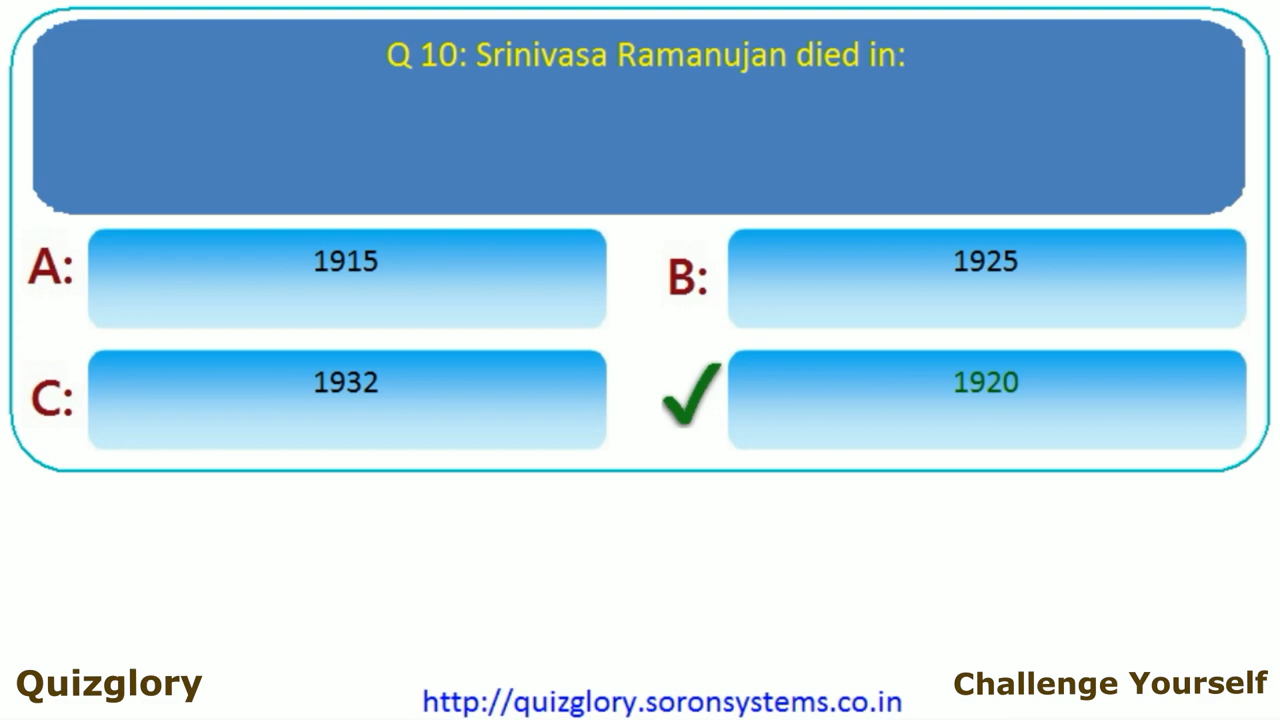 Q 10: Srinivasa Ramanujan died in:
A: 1915
B: 1925
C: 1932
1920
Quizglory
http://quizglory.soronsystems.co.in
Challenge Yourself